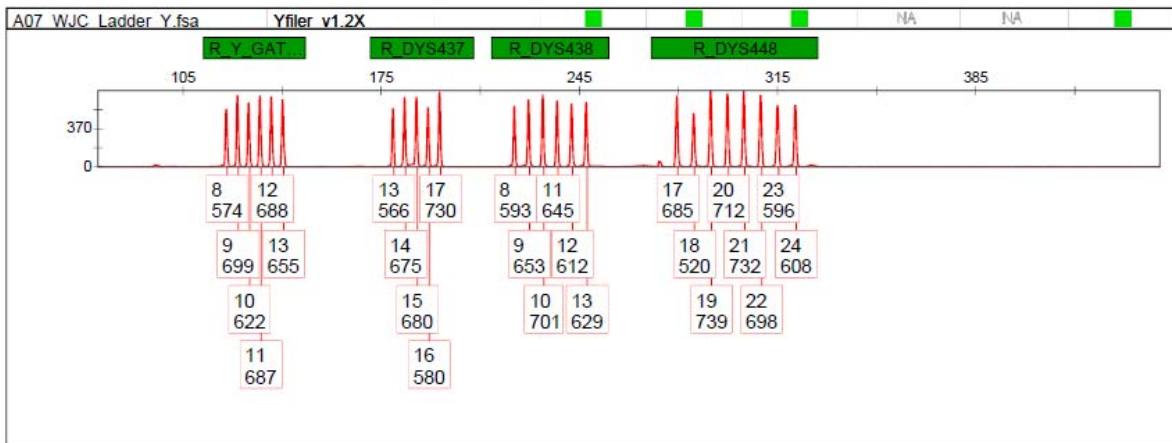 A07_WJC_Ladder_Y.fsa Yfiler_v1.2X NA NA
R_Y_GAT... R_DYS437 R_DYS438 R_DYS448
105 175 245 315 385
370
0
8 12 13 17 8 11 17 20 23
574 688 566 730 593 645 685 712 596
9 13 14 9 12 18 21 24
699 655 675 653 612 520 732 608
10 15 10 13 19 22
622 680 701 629 739 698
11 16
687 580